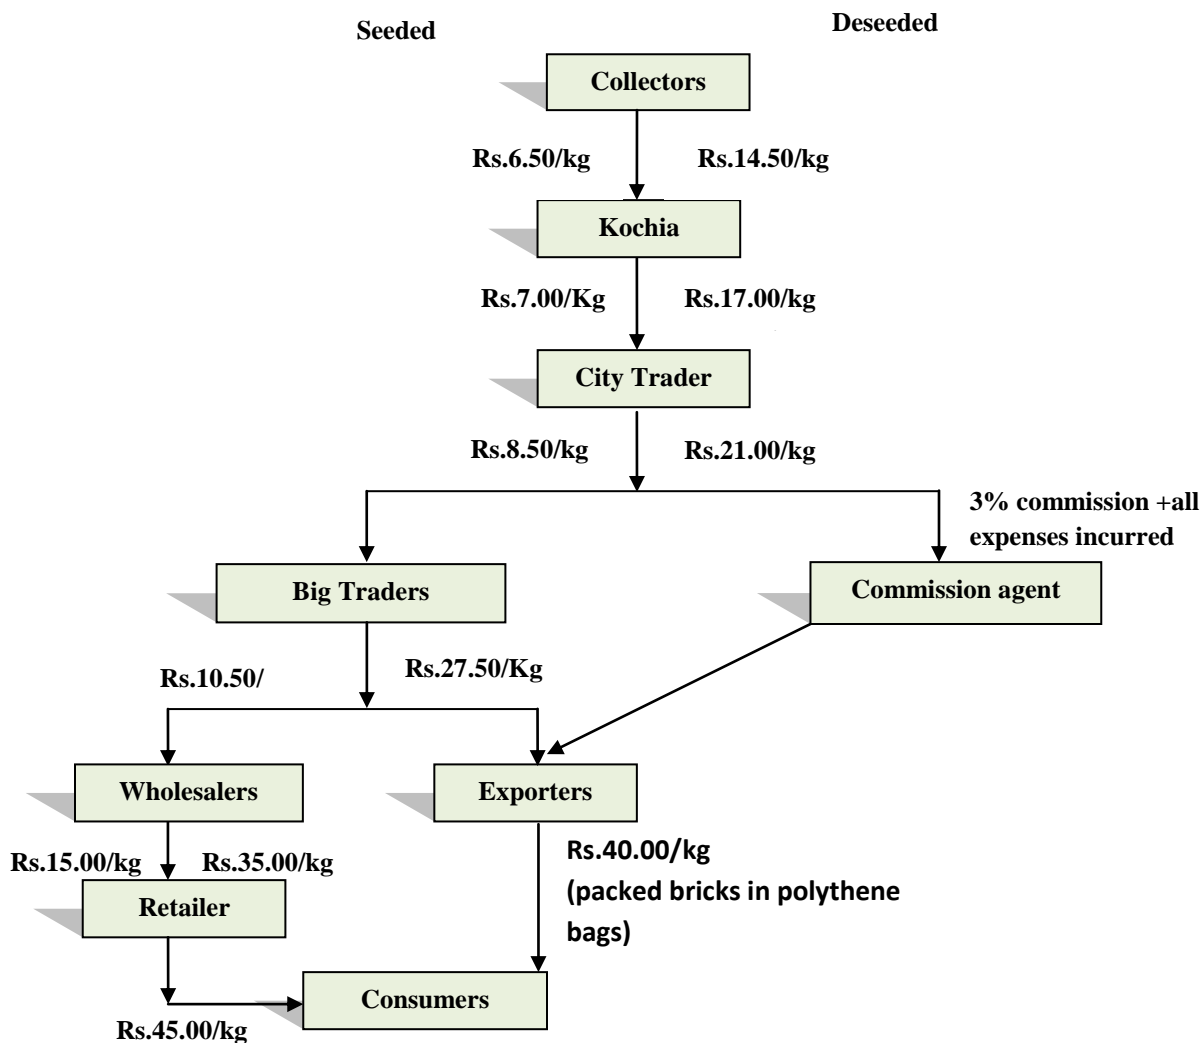 Seeded
Deseeded
Collectors
Rs.6.50/kg
Rs.14.50/kg
Kochia
Rs.7.00/Kg
Rs.17.00/kg
City Trader
Rs.8.50/kg
Rs.21.00/kg
3% commission +all
expenses incurred
Big Traders
Commission agent
Rs.10.50/
Rs.27.50/Kg
Wholesalers
Exporters
Rs.15.00/kg
Rs.35.00/kg
Rs.40.00/kg
(packed bricks in polythene
bags)
Retailer
Consumers
Rs.45.00/kg